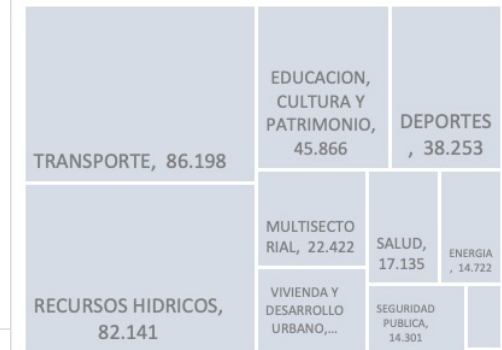 EDUCACION,
CULTURA Y
PATRIMONIO,
45.866
DEPORTES
, 38.253
TRANSPORTE, 86.198
MULTISECTO
RIAL, 22.422
SALUD,
17.135
ENERGIA
, 14.722
RECURSOS HIDRICOS,
82.141
VIVIENDA Y
DESARROLLO
URBANO,...
SEGURIDAD
PUBLICA,
14.301